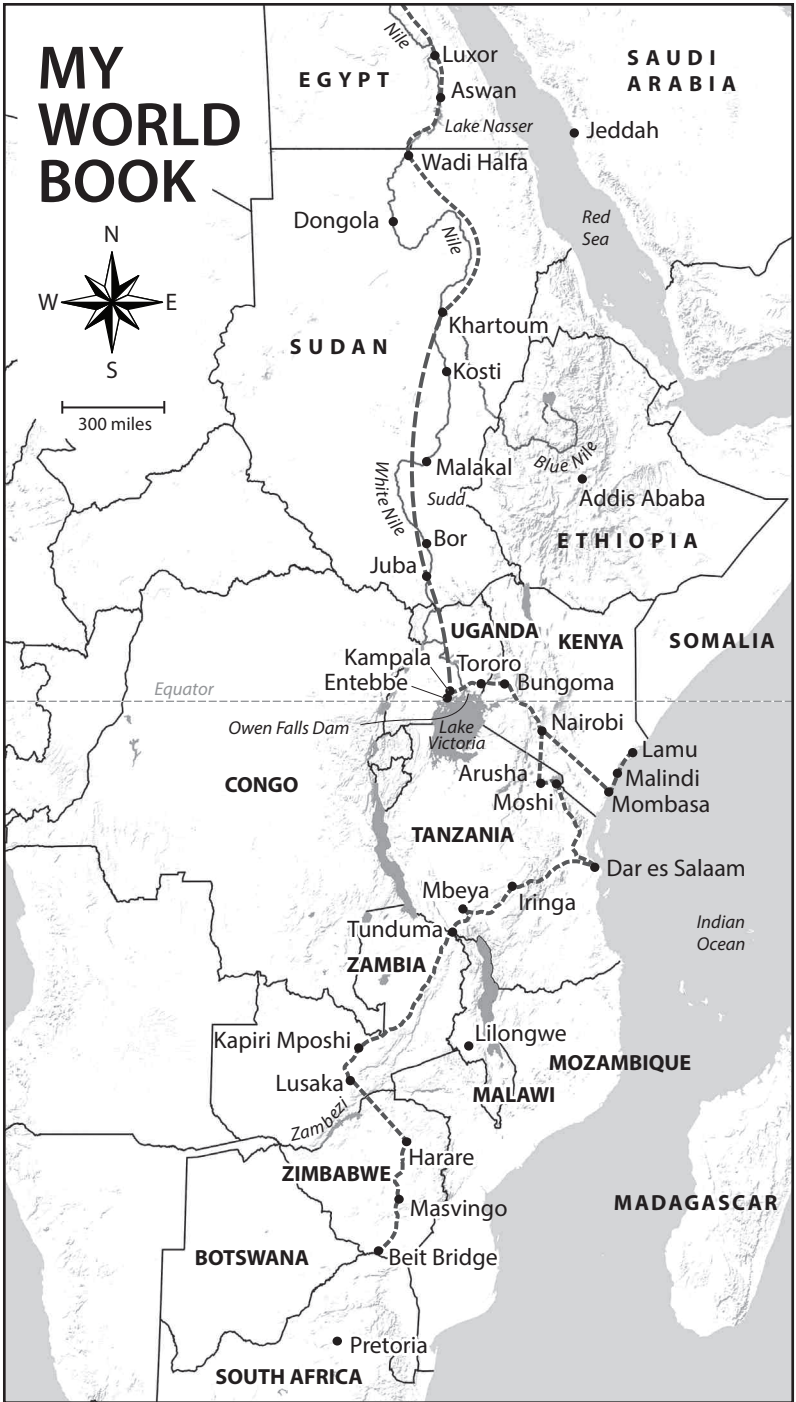 MY
WORLD
BOOK
Nile
Luxor
EGYPT
SAUDI
ARABIA
Aswan
Lake Nasser
Jeddah
Wadi Halfa
Dongola
Nile
Red
Sea
N
W
E
S
Khartoum
SUDAN
Kosti
300 miles
Malakal
Blue Nile
White Nile
Sudd
Addis Ababa
Bor
ETHIOPIA
Juba
UGANDA
KENYA
SOMALIA
Kampala
Tororo
Entebbe
Bungoma
Equator
Owen Falls Dam
Lake
Victoria
Nairobi
Lamu
Arusha
Malindi
CONGO
Moshi
Mombasa
TANZANIA
Dar es Salaam
Mbeya
Iringa
Tunduma
Indian
Ocean
ZAMBIA
Kapiri Mposhi
Lilongwe
MOZAMBIQUE
Lusaka
MALAWI
Zambezi
Harare
ZIMBABWE
Masvingo
MADAGASCAR
BOTSWANA
Beit Bridge
Pretoria
SOUTH AFRICA